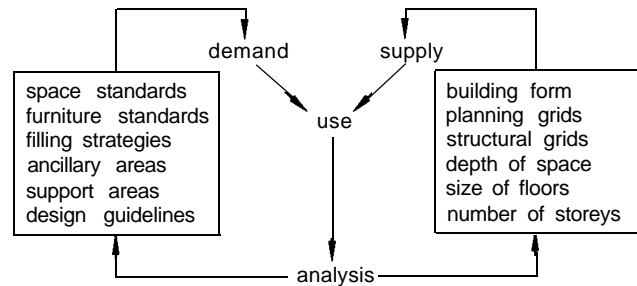 demand
supply
space standards
furniture standards
filling strategies
ancillary areas
support areas
design guidelines
use
building form
planning grids
structural grids
depth of space
size of floors
number of storeys
analysis